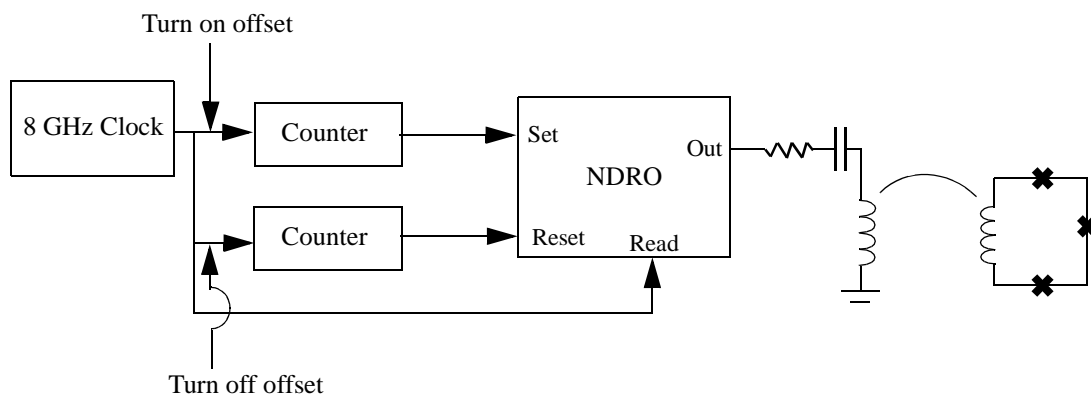 Turn on offset
8 GHz Clock
Counter
Set
Out
NDRO
Counter
Reset
Read
Turn off offset